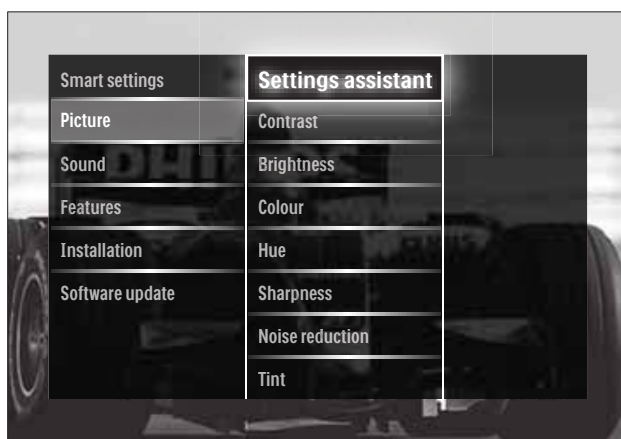 Smart settings
Picture
Sound
Features
Installation
Software update
Settings assistant
Contrast
Brightness
Colour
Hue
Sharpness
Noise reduction
Tint